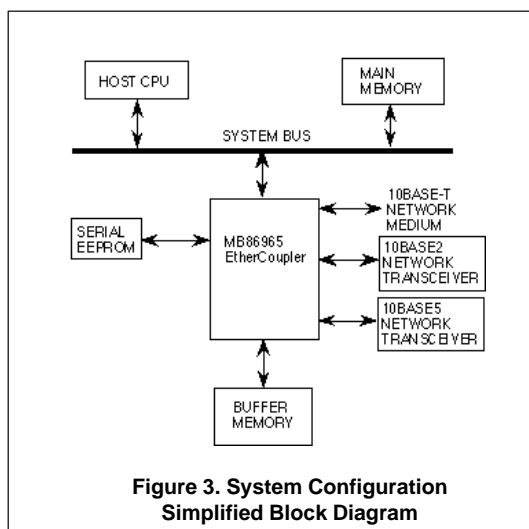 HOST CPU
MAIN
MEMORY
SYSTEM BUS
SERIAL
EEPROM
MB86965
EtherCoupler
10BASE-T
NETWORK
MEDIUM
10BASE2
NETWORK
TRANSCEIVER
10BASE5
NETWORK
TRANSCEIVER
BUFFER
MEMORY
Figure 3. System Configuration
Simplified Block Diagram